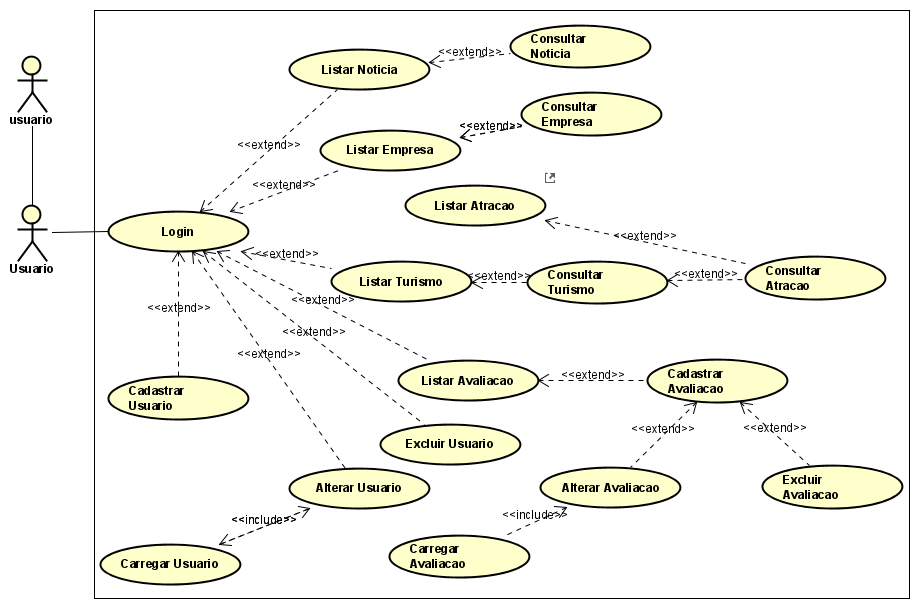 Consultar
Noticia
<<extend>>
Listar Noticia
usuario
Consultar
Empresa
<<extend>>
<<extend>>
Listar Empresa
<<extend>>
Listar Atracao
Login
<<extend>>
Usuario
<<extend>>
Listar Turismo
<<extend>>
Consultar
Turismo
<<extend>>
Consultar
Atracao
<<extend>>
<<extend>>
<<extend>>
<<extend>>
Listar Avaliacao
<<extend>>
Cadastrar
Avaliacao
Cadastrar
Usuario
<<extend>>
<<extend>>
Excluir Usuario
Alterar Usuario
Alterar Avaliacao
Excluir
Avaliacao
<<include>>
<<include>>
Carregar Usuario
Carregar
Avaliacao